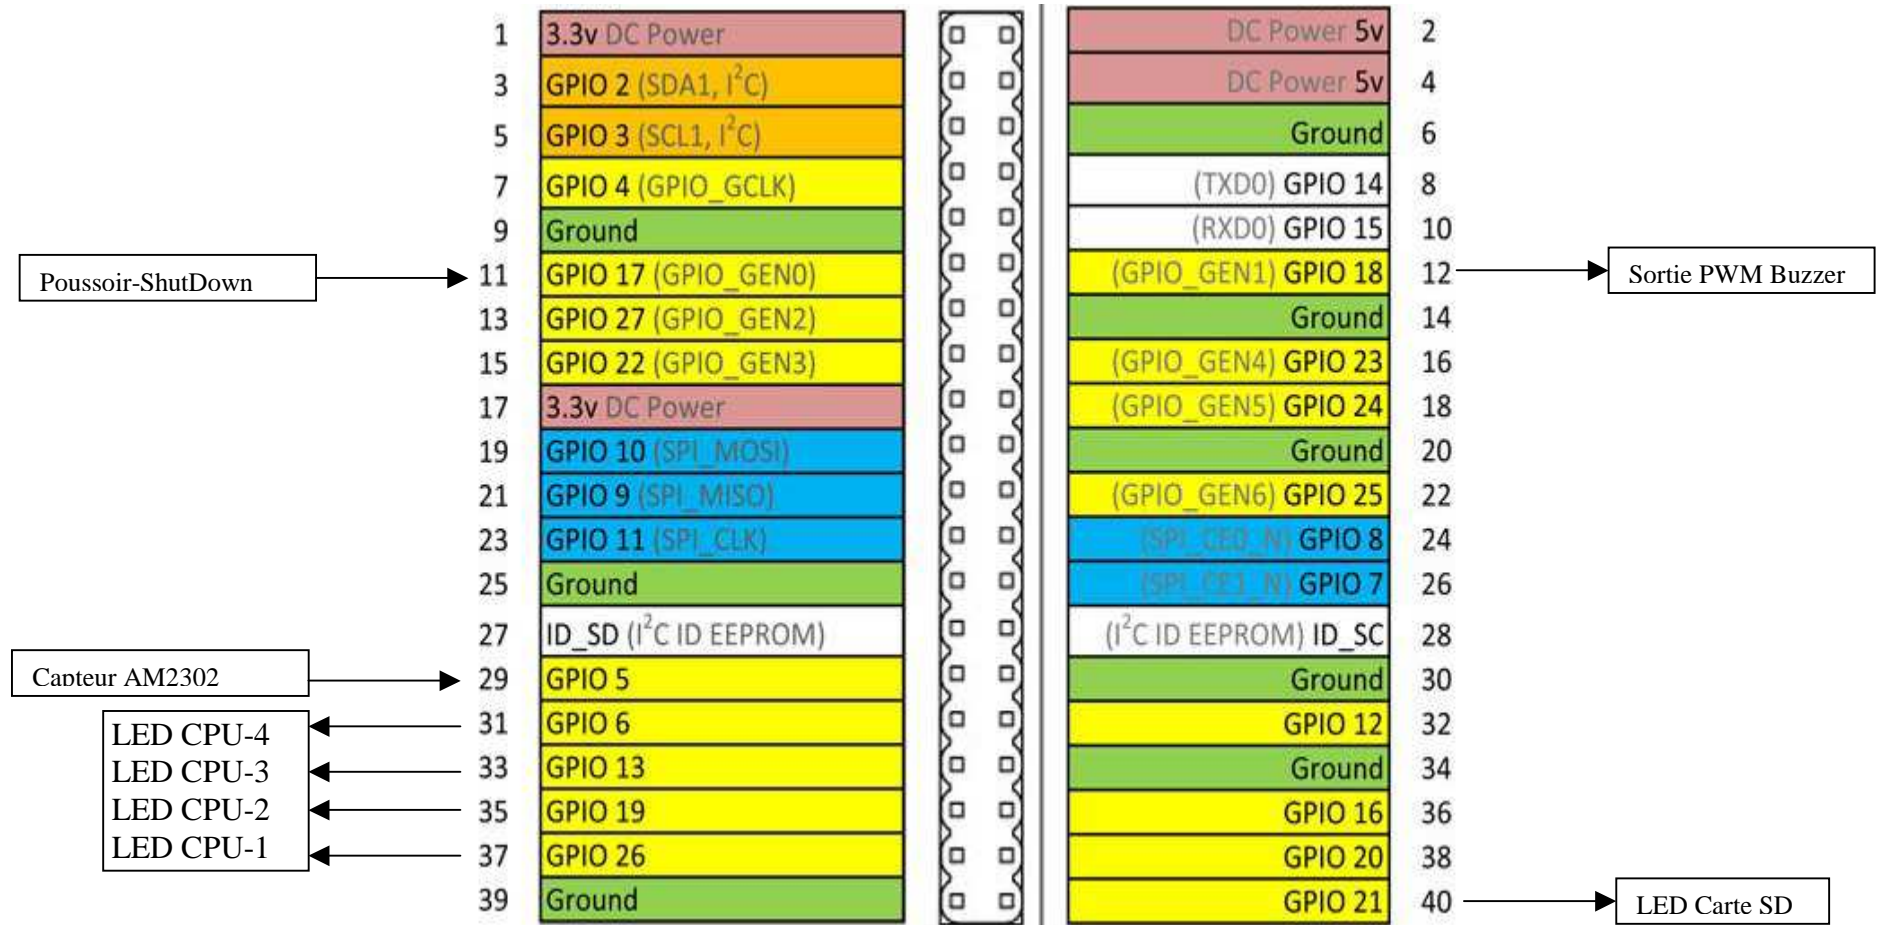 1 3.3v DC Power DC Power 5v 2
3 GPIO 2 (SDA1, I²C) DC Power 5v 4
5 GPIO 3 (SCL1, I²C) Ground 6
7 GPIO 4 (GPIO_GCLK) (TXD0) GPIO 14 8
9 Ground (RXD0) GPIO 15 10
Poussoir-ShutDown 11 GPIO 17 (GPIO_GEN0) (GPIO_GEN1) GPIO 18 12 Sortie PWM Buzzer
13 GPIO 27 (GPIO_GEN2) Ground 14
15 GPIO 22 (GPIO_GEN3) (GPIO_GEN4) GPIO 23 16
17 3.3v DC Power (GPIO_GEN5) GPIO 24 18
19 GPIO 10 (SPI_MOSI) Ground 20
21 GPIO 9 (SPI_MISO) (GPIO_GEN6) GPIO 25 22
23 GPIO 11 (SPI_CLK) (SPI_CE0_N) GPIO 8 24
25 Ground (SPI_CE1_N) GPIO 7 26
27 ID_SD (I²C ID EEPROM) (I²C ID EEPROM) ID_SC 28
Capteur AM2302 29 GPIO 5 Ground 30
LED CPU-4 31 GPIO 6 GPIO 12 32
LED CPU-3 33 GPIO 13 Ground 34
LED CPU-2 35 GPIO 19 GPIO 16 36
LED CPU-1 37 GPIO 26 GPIO 20 38
39 Ground GPIO 21 40 LED Carte SD